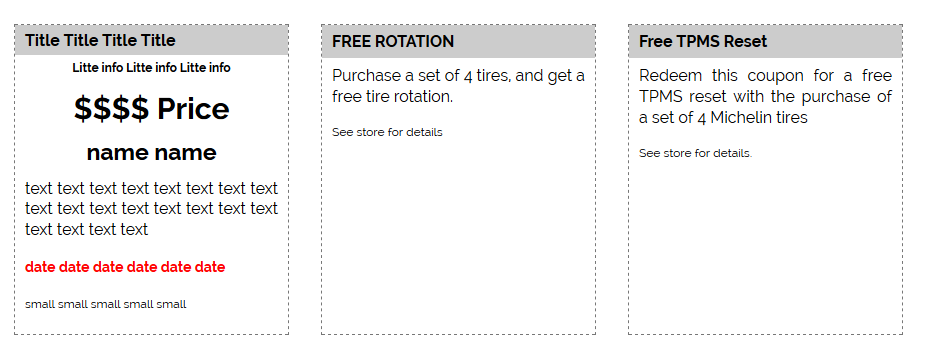 Title Title Title Title
Litte info Litte info Litte info
$$$$ Price
name name
text text text text text text text text
text text text text text text text text
text text text text
date date date date date date
small small small small small
FREE ROTATION
Purchase a set of 4 tires, and get a
free tire rotation.
See store for details
Free TPMS Reset
Redeem this coupon for a free
TPMS reset with the purchase of
a set of 4 Michelin tires
See store for details.